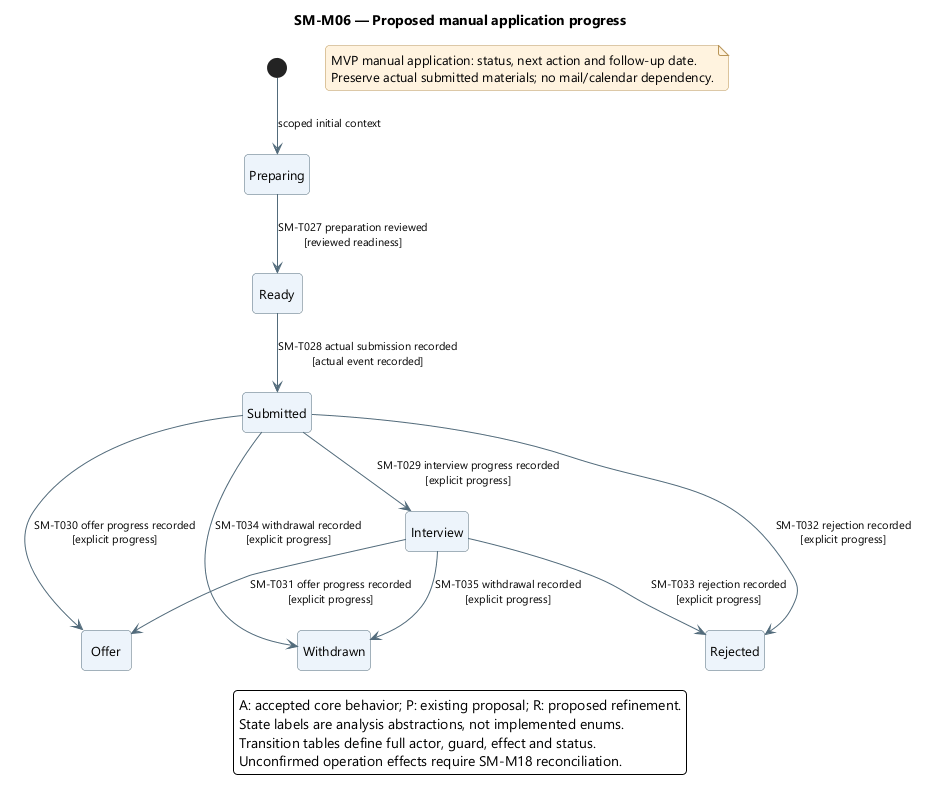 SM-M06 — Proposed manual application progress
MVP manual application: status, next action and follow-up date.
Preserve actual submitted materials; no mail/calendar dependency.
scoped initial context
Preparing
SM-T027 preparation reviewed
[reviewed readiness]
Ready
SM-T028 actual submission recorded
[actual event recorded]
Submitted
SM-T029 interview progress recorded
[explicit progress]
SM-T030 offer progress recorded
[explicit progress]
SM-T034 withdrawal recorded
[explicit progress]
Interview
SM-T032 rejection recorded
[explicit progress]
SM-T031 offer progress recorded
[explicit progress]
SM-T035 withdrawal recorded
[explicit progress]
SM-T033 rejection recorded
[explicit progress]
Offer
Withdrawn
Rejected
A: accepted core behavior; P: existing proposal; R: proposed refinement.
State labels are analysis abstractions, not implemented enums.
Transition tables define full actor, guard, effect and status.
Unconfirmed operation effects require SM-M18 reconciliation.